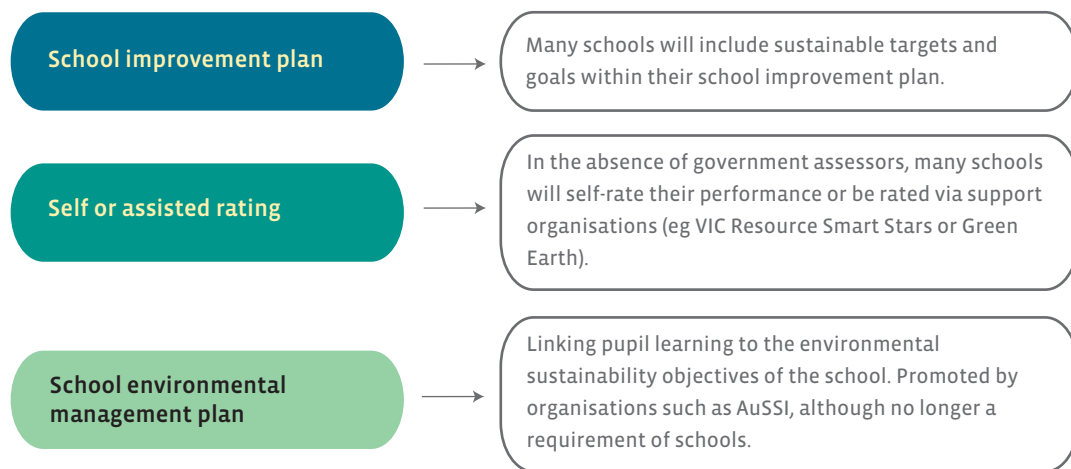 School improvement plan
Many schools will include sustainable targets and
goals within their school improvement plan.
Self or assisted rating
In the absence of government assessors, many schools
will self-rate their performance or be rated via support
organisations (eg VIC Resource Smart Stars or Green
Earth).
School environmental
management plan
Linking pupil learning to the environmental
sustainability objectives of the school. Promoted by
organisations such as AuSSI, although no longer a
requirement of schools.